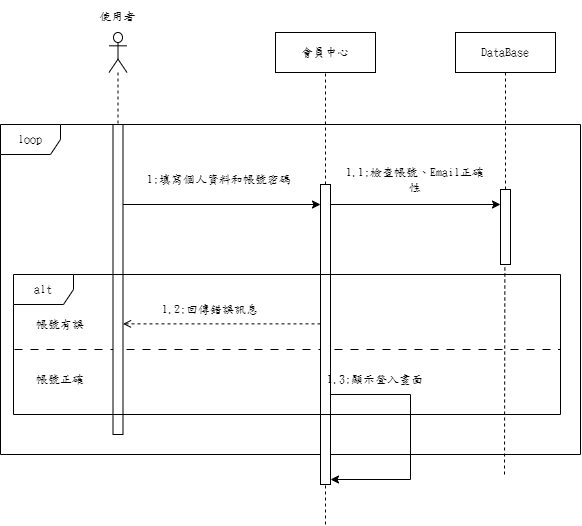 使用者
會員中心
DataBase
loop
1:填寫個人資料和帳號密碼
1.1:檢查帳號、Email正確
性
alt
1.2:回傳錯誤訊息
帳號有誤
帳號正確
1.3:顯示登入畫面